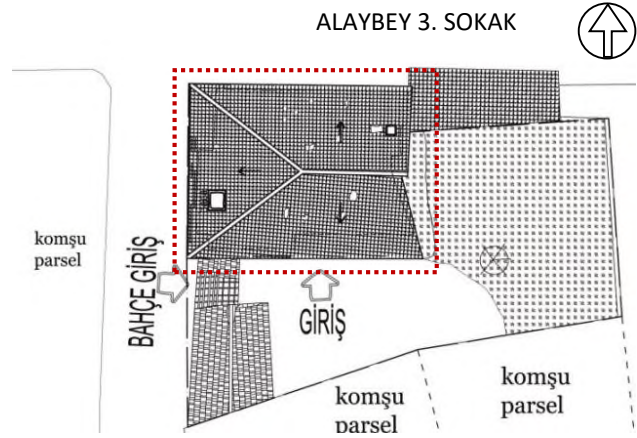 ALAYBEY 3. SOKAK
komşu
parsel
BAHÇE GİRİŞ
GİRİŞ
komşu
parsel
komşu
parsel